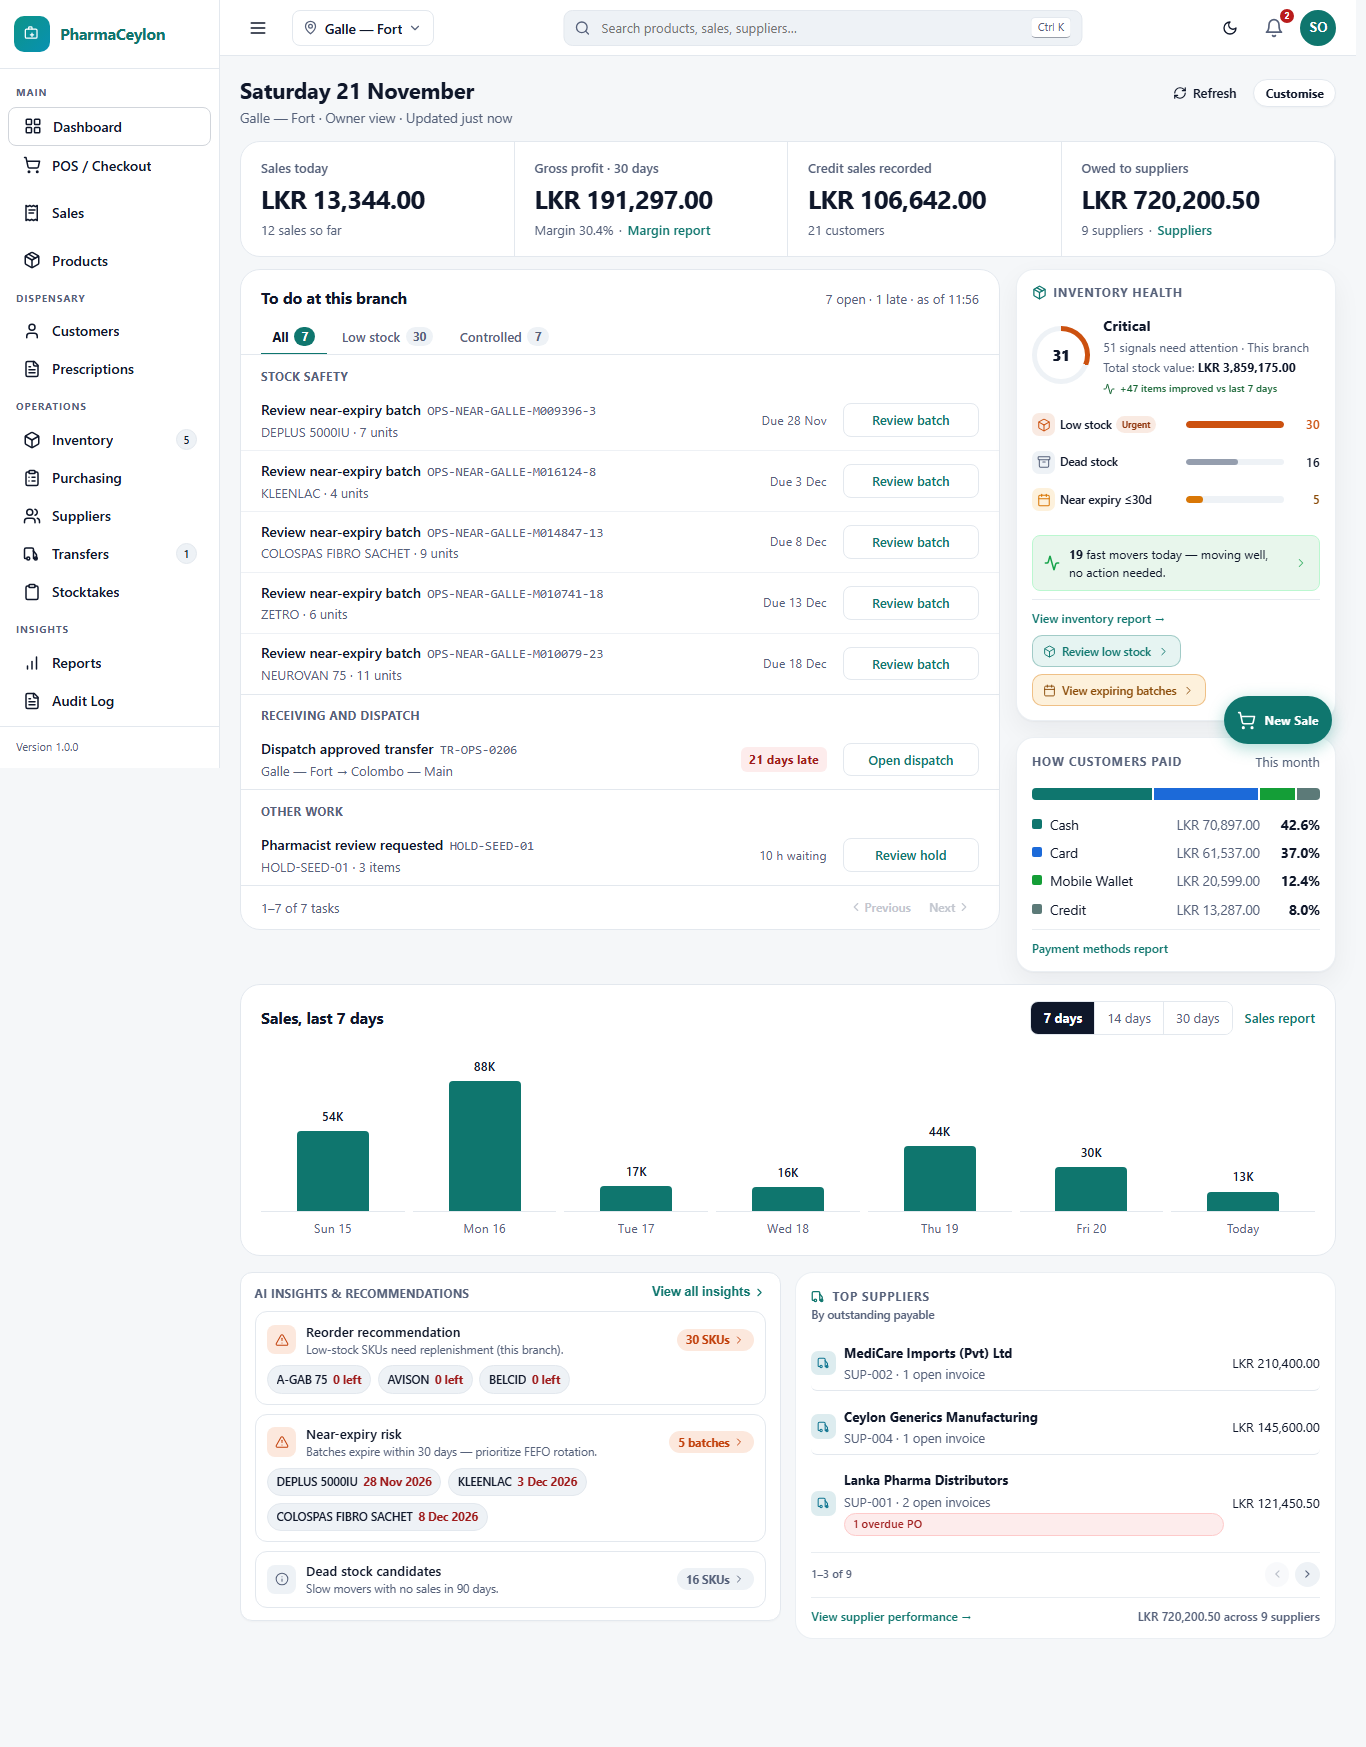 PharmaCeylon
Galle — Fort
Search products, sales, suppliers...
Ctrl K
2
SO
MAIN
Dashboard
POS / Checkout
Sales
Products
DISPENSARY
Customers
Prescriptions
OPERATIONS
Inventory 5
Purchasing
Suppliers
Transfers 1
Stocktakes
INSIGHTS
Reports
Audit Log
Version 1.0.0
Saturday 21 November
Galle — Fort · Owner view · Updated just now
Refresh
Customise
Sales today
LKR 13,344.00
12 sales so far
Gross profit · 30 days
LKR 191,297.00
Margin 30.4% · Margin report
Credit sales recorded
LKR 106,642.00
21 customers
Owed to suppliers
LKR 720,200.50
9 suppliers · Suppliers
To do at this branch
7 open · 1 late · as of 11:56
All 7
Low stock 30
Controlled 7
STOCK SAFETY
Review near-expiry batch OPS-NEAR-GALLE-M009396-3
DEPLUS 5000IU · 7 units
Due 28 Nov
Review batch
Review near-expiry batch OPS-NEAR-GALLE-M016124-8
KLEENLAC · 4 units
Due 3 Dec
Review batch
Review near-expiry batch OPS-NEAR-GALLE-M014847-13
COLOSPAS FIBRO SACHET · 9 units
Due 8 Dec
Review batch
Review near-expiry batch OPS-NEAR-GALLE-M010741-18
ZETRO · 6 units
Due 13 Dec
Review batch
Review near-expiry batch OPS-NEAR-GALLE-M010079-23
NEUROVAN 75 · 11 units
Due 18 Dec
Review batch
RECEIVING AND DISPATCH
Dispatch approved transfer TR-OPS-0206
Galle — Fort → Colombo — Main
21 days late
Open dispatch
OTHER WORK
Pharmacist review requested HOLD-SEED-01
HOLD-SEED-01 · 3 items
10 h waiting
Review hold
1–7 of 7 tasks
Previous
Next
INVENTORY HEALTH
31
Critical
51 signals need attention · This branch
Total stock value: LKR 3,859,175.00
+47 items improved vs last 7 days
Low stock Urgent 30
Dead stock 16
Near expiry ≤30d 5
19 fast movers today — moving well,
no action needed.
View inventory report →
Review low stock
View expiring batches
New Sale
HOW CUSTOMERS PAID
This month
Cash LKR 70,897.00 42.6%
Card LKR 61,537.00 37.0%
Mobile Wallet LKR 20,599.00 12.4%
Credit LKR 13,287.00 8.0%
Payment methods report
Sales, last 7 days
7 days
14 days
30 days
Sales report
54K
88K
17K
16K
44K
30K
13K
Sun 15
Mon 16
Tue 17
Wed 18
Thu 19
Fri 20
Today
AI INSIGHTS & RECOMMENDATIONS
View all insights
Reorder recommendation
Low-stock SKUs need replenishment (this branch).
30 SKUs
A-GAB 75 0 left
AVISON 0 left
BELCID 0 left
Near-expiry risk
Batches expire within 30 days — prioritize FEFO rotation.
5 batches
DEPLUS 5000IU 28 Nov 2026
KLEENLAC 3 Dec 2026
COLOSPAS FIBRO SACHET 8 Dec 2026
Dead stock candidates
Slow movers with no sales in 90 days.
16 SKUs
TOP SUPPLIERS
By outstanding payable
MediCare Imports (Pvt) Ltd
SUP-002 · 1 open invoice
LKR 210,400.00
Ceylon Generics Manufacturing
SUP-004 · 1 open invoice
LKR 145,600.00
Lanka Pharma Distributors
SUP-001 · 2 open invoices
1 overdue PO
LKR 121,450.50
1–3 of 9
View supplier performance →
LKR 720,200.50 across 9 suppliers